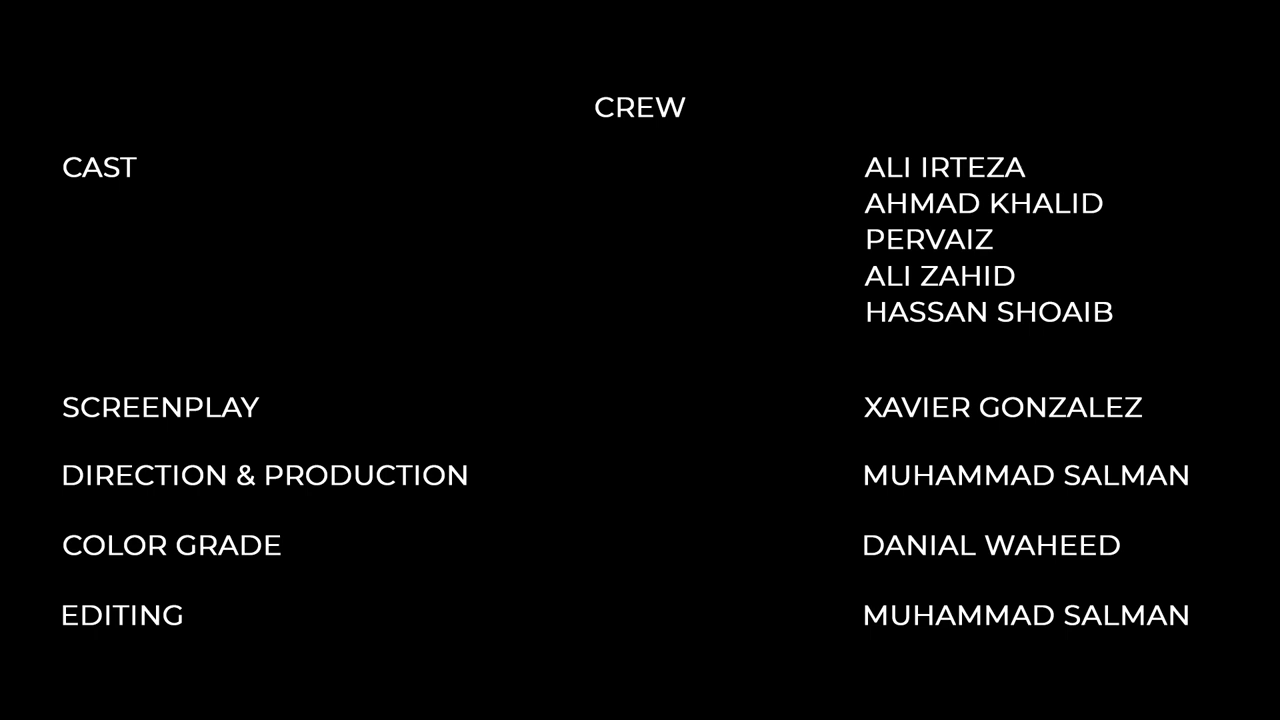 CREW
CAST
ALI IRTEZA
AHMAD KHALID
PERVAIZ
ALI ZAHID
HASSAN SHOAIB
SCREENPLAY
XAVIER GONZALEZ
DIRECTION & PRODUCTION
MUHAMMAD SALMAN
COLOR GRADE
DANIAL WAHEED
EDITING
MUHAMMAD SALMAN